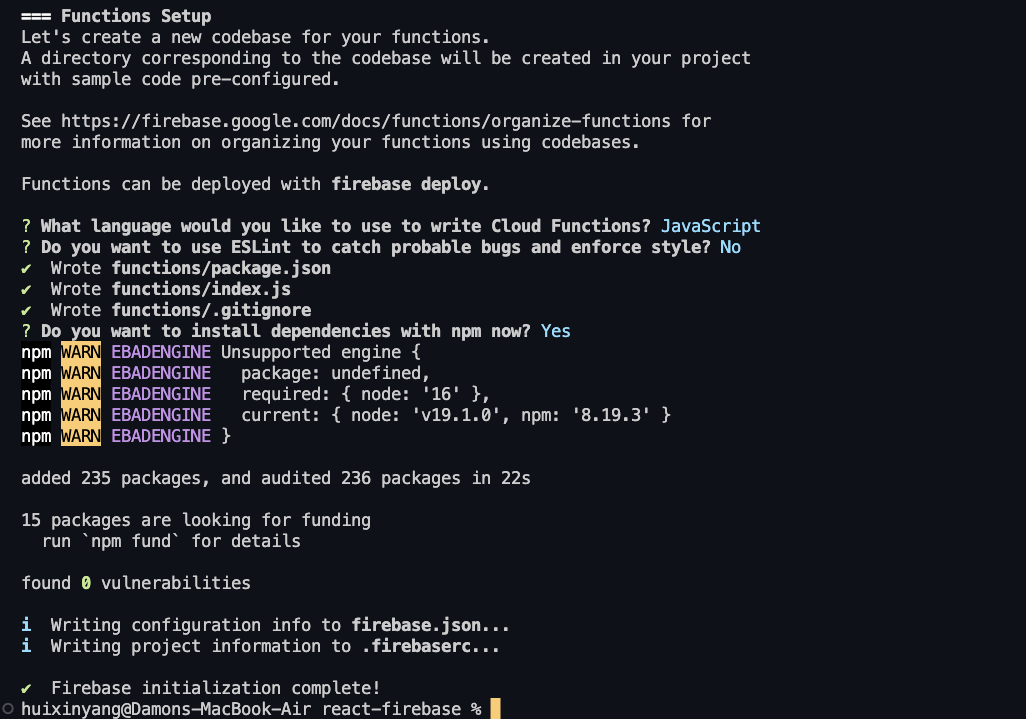 === Functions Setup
Let's create a new codebase for your functions.
A directory corresponding to the codebase will be created in your project
with sample code pre-configured.
See https://firebase.google.com/docs/functions/organize-functions for
more information on organizing your functions using codebases.
Functions can be deployed with firebase deploy.
? What language would you like to use to write Cloud Functions? JavaScript
? Do you want to use ESLint to catch probable bugs and enforce style? No
✔  Wrote functions/package.json
✔  Wrote functions/index.js
✔  Wrote functions/.gitignore
? Do you want to install dependencies with npm now? Yes
npm WARN EBADENGINE Unsupported engine {
npm WARN EBADENGINE   package: undefined,
npm WARN EBADENGINE   required: { node: '16' },
npm WARN EBADENGINE   current: { node: 'v19.1.0', npm: '8.19.3' }
npm WARN EBADENGINE }
added 235 packages, and audited 236 packages in 22s
15 packages are looking for funding
  run `npm fund` for details
found 0 vulnerabilities
i  Writing configuration info to firebase.json...
i  Writing project information to .firebaserc...
✔  Firebase initialization complete!
huixinyang@Damons-MacBook-Air react-firebase %